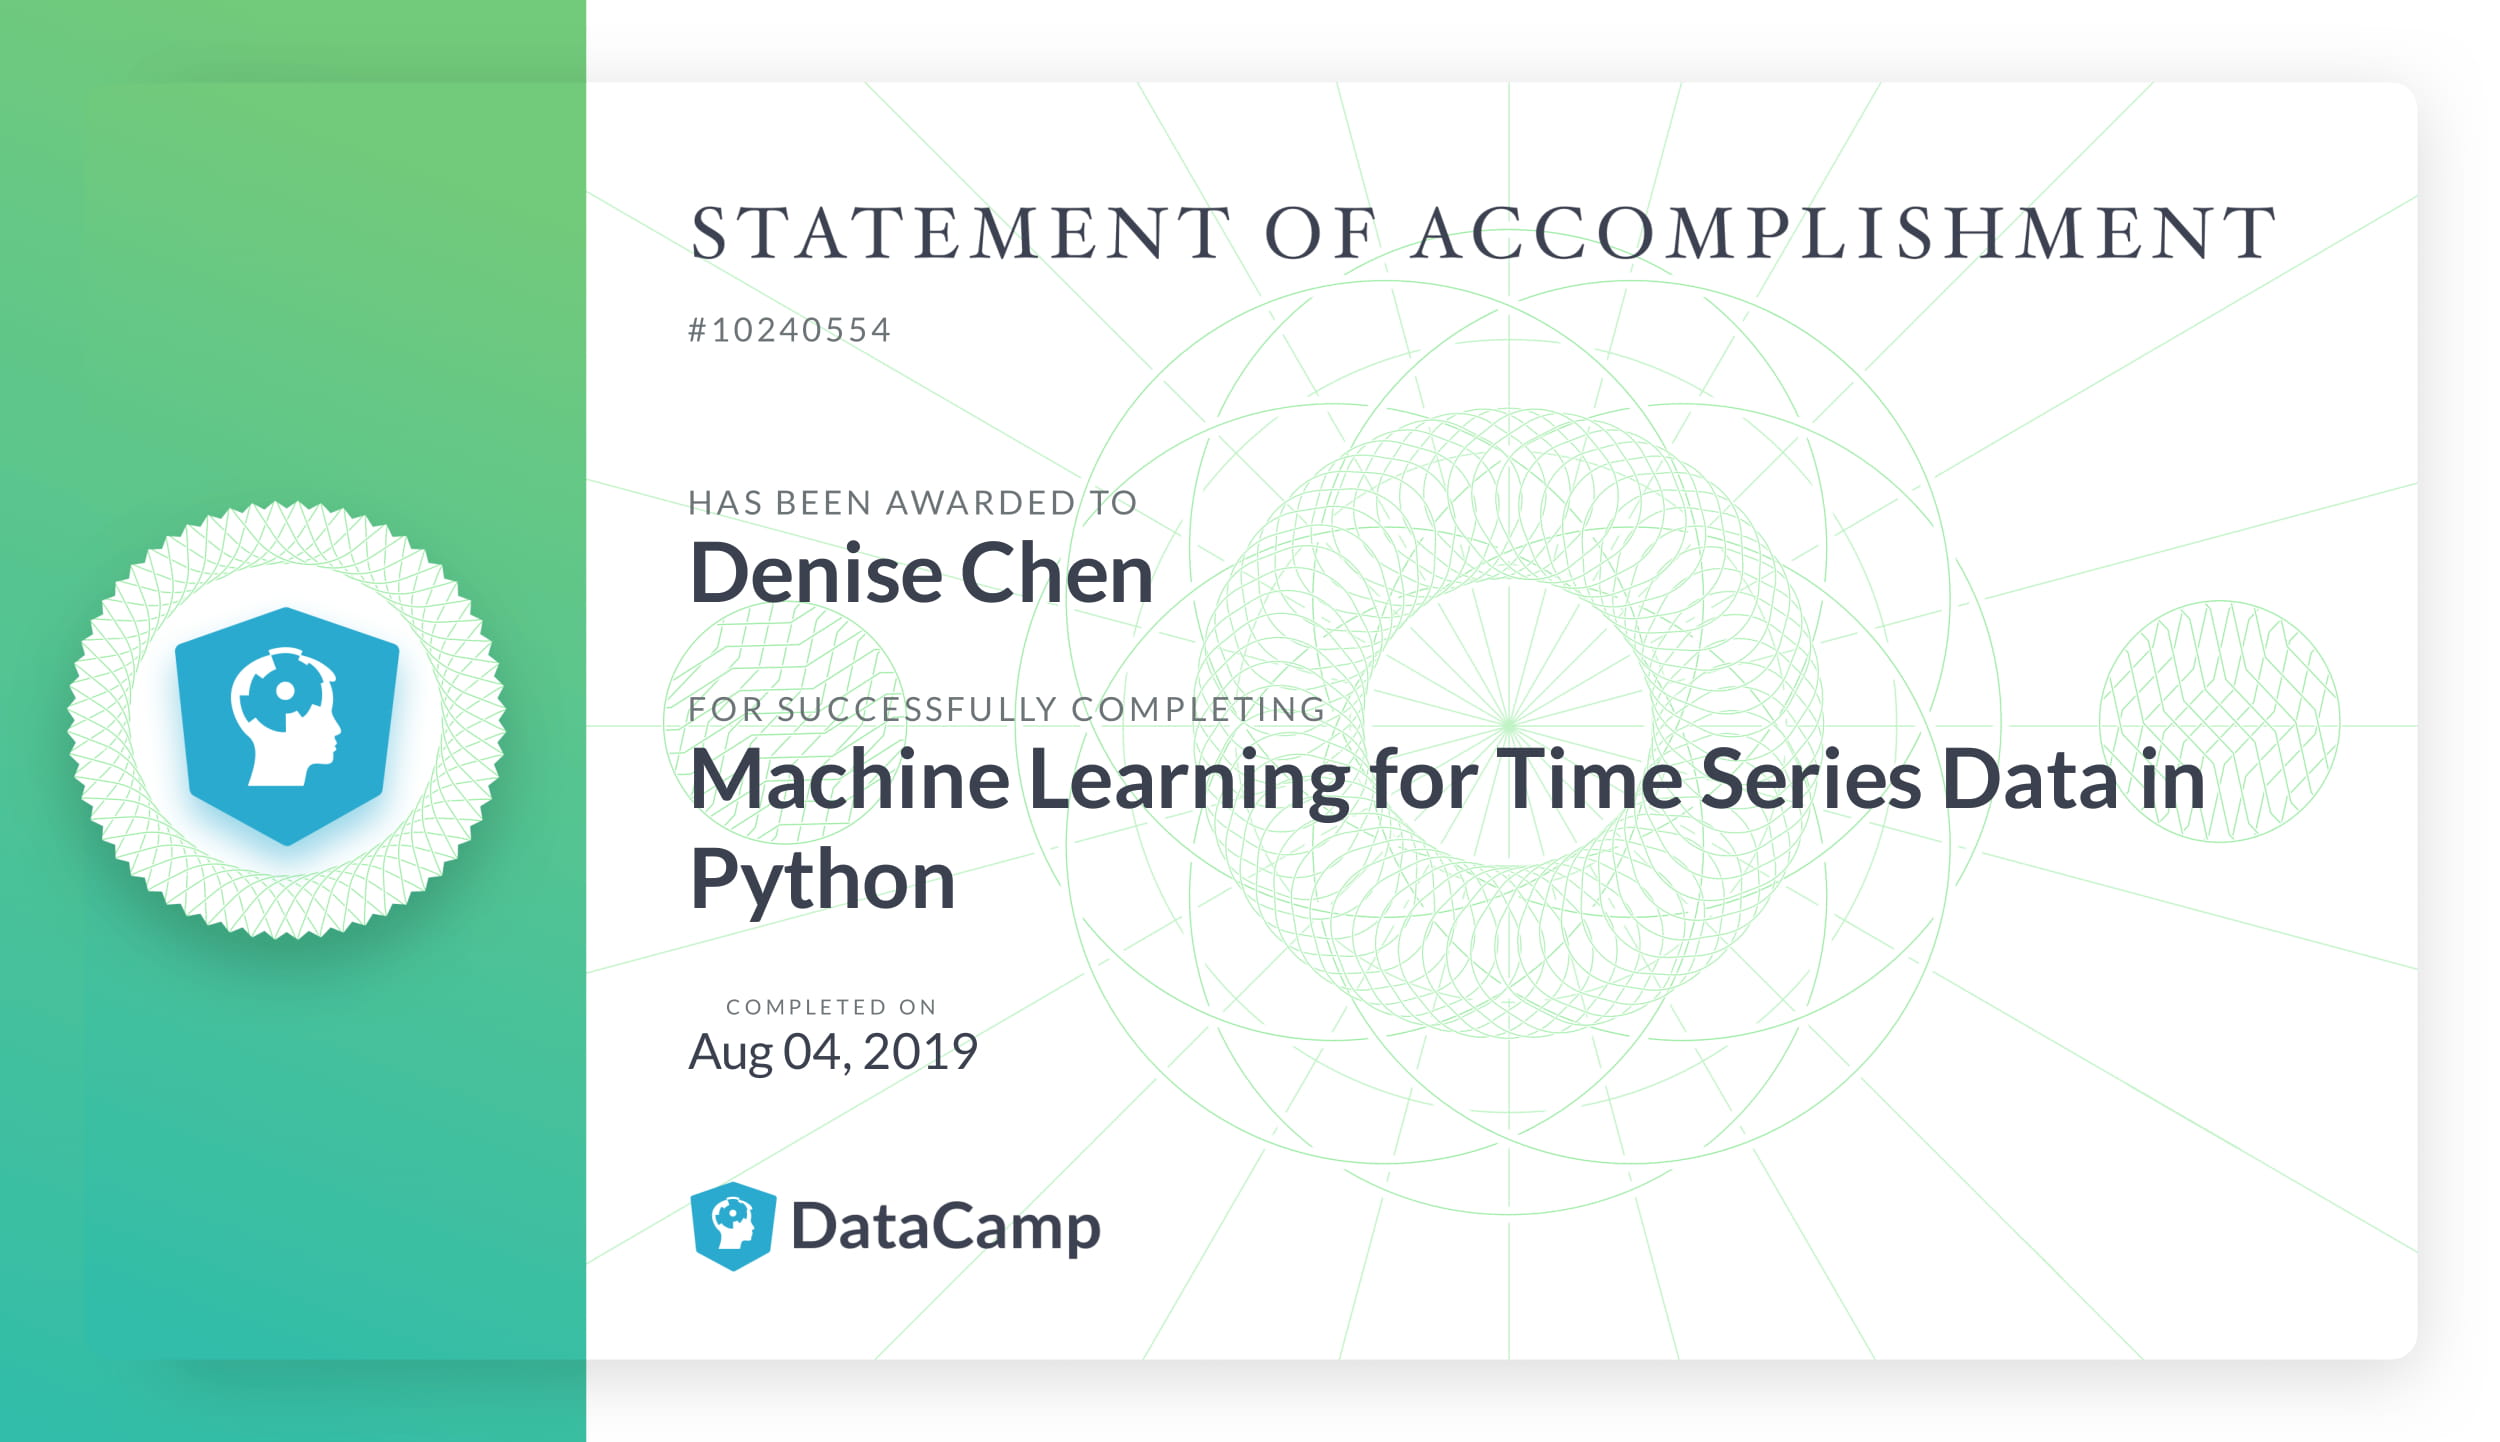 STATEMENT OF ACCOMPLISHMENT
#10240554
HAS BEEN AWARDED TO
Denise Chen
FOR SUCCESSFULLY COMPLETING
Machine Learning for Time Series Data in
Python
COMPLETED ON
Aug 04, 2019
DataCamp